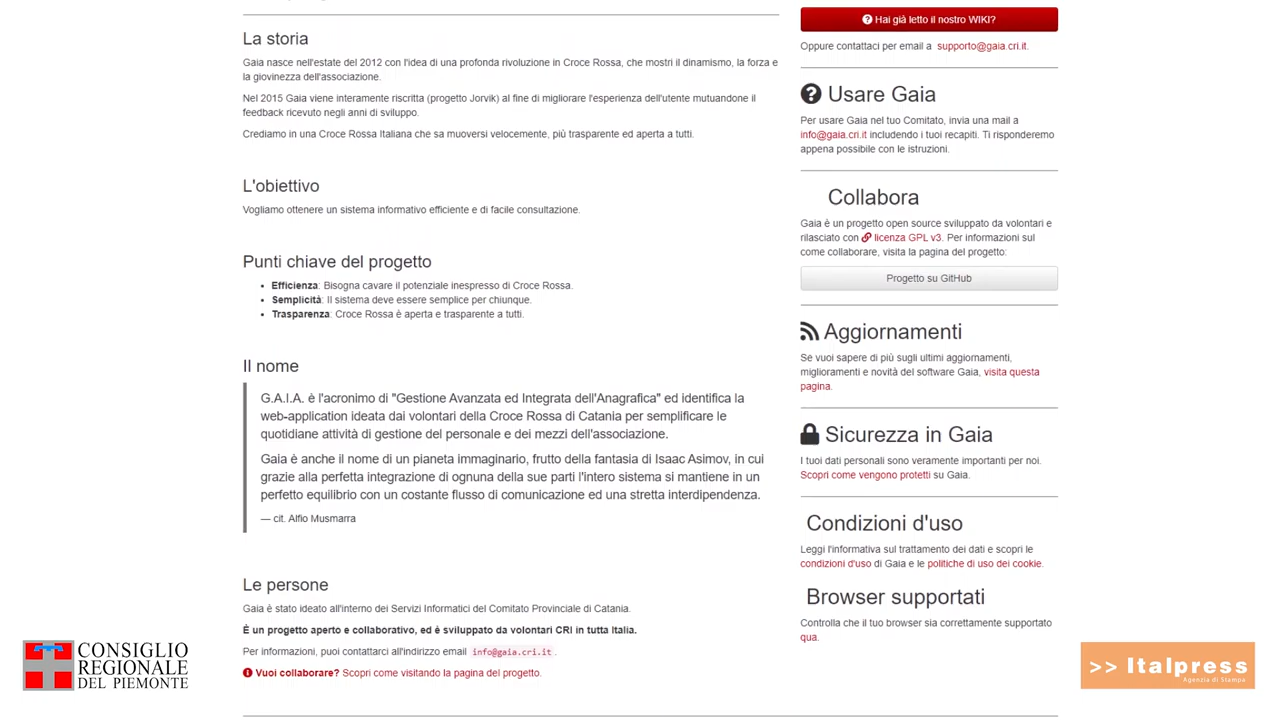 La storia
Gaia nasce nell'estate del 2012 con l'idea di una profonda rivoluzione in Croce Rossa, che mostri il dinamismo, la forza e
la giovinezza dell'associazione.
Nel 2015 Gaia viene interamente riscritta (progetto Jorvik) al fine di migliorare l'esperienza dell'utente mutuandone il
feedback ricevuto negli anni di sviluppo.
Crediamo in una Croce Rossa Italiana che sa muoversi velocemente, più trasparente ed aperta a tutti.
L'obiettivo
Vogliamo ottenere un sistema informativo efficiente e di facile consultazione.
Punti chiave del progetto
• Efficienza: Bisogna cavare il potenziale inespresso di Croce Rossa.
• Semplicità: Il sistema deve essere semplice per chiunque.
• Trasparenza: Croce Rossa è aperta e trasparente a tutti.
Il nome
G.A.I.A. è l'acronimo di "Gestione Avanzata ed Integrata dell'Anagrafica" ed identifica la
web-application ideata dai volontari della Croce Rossa di Catania per semplificare le
quotidiane attività di gestione del personale e dei mezzi dell'associazione.
Gaia è anche il nome di un pianeta immaginario, frutto della fantasia di Isaac Asimov, in cui
grazie alla perfetta integrazione di ognuna della sue parti l'intero sistema si mantiene in un
perfetto equilibrio con un costante flusso di comunicazione ed una stretta interdipendenza.
— cit. Alfio Musmarra
Le persone
Gaia è stato ideato all'interno dei Servizi Informatici del Comitato Provinciale di Catania.
È un progetto aperto e collaborativo, ed è sviluppato da volontari CRI in tutta Italia.
Per informazioni, puoi contattarci all'indirizzo email info@gaia.cri.it.
Vuoi collaborare? Scopri come visitando la pagina del progetto.
Hai già letto il nostro WIKI?
Oppure contattaci per email a supporto@gaia.cri.it.
Usare Gaia
Per usare Gaia nel tuo Comitato, invia una mail a
info@gaia.cri.it includendo i tuoi recapiti. Ti risponderemo
appena possibile con le istruzioni.
Collabora
Gaia è un progetto open source sviluppato da volontari e
rilasciato con licenza GPL v3. Per informazioni sul
come collaborare, visita la pagina del progetto:
Progetto su GitHub
Aggiornamenti
Se vuoi sapere di più sugli ultimi aggiornamenti,
miglioramenti e novità del software Gaia, visita questa
pagina.
Sicurezza in Gaia
I tuoi dati personali sono veramente importanti per noi.
Scopri come vengono protetti su Gaia.
Condizioni d'uso
Leggi l'informativa sul trattamento dei dati e scopri le
condizioni d'uso di Gaia e le politiche di uso dei cookie.
Browser supportati
Controlla che il tuo browser sia correttamente supportato
qua.
CONSIGLIO
REGIONALE
DEL PIEMONTE
>> Italpress
Agenzia di Stampa